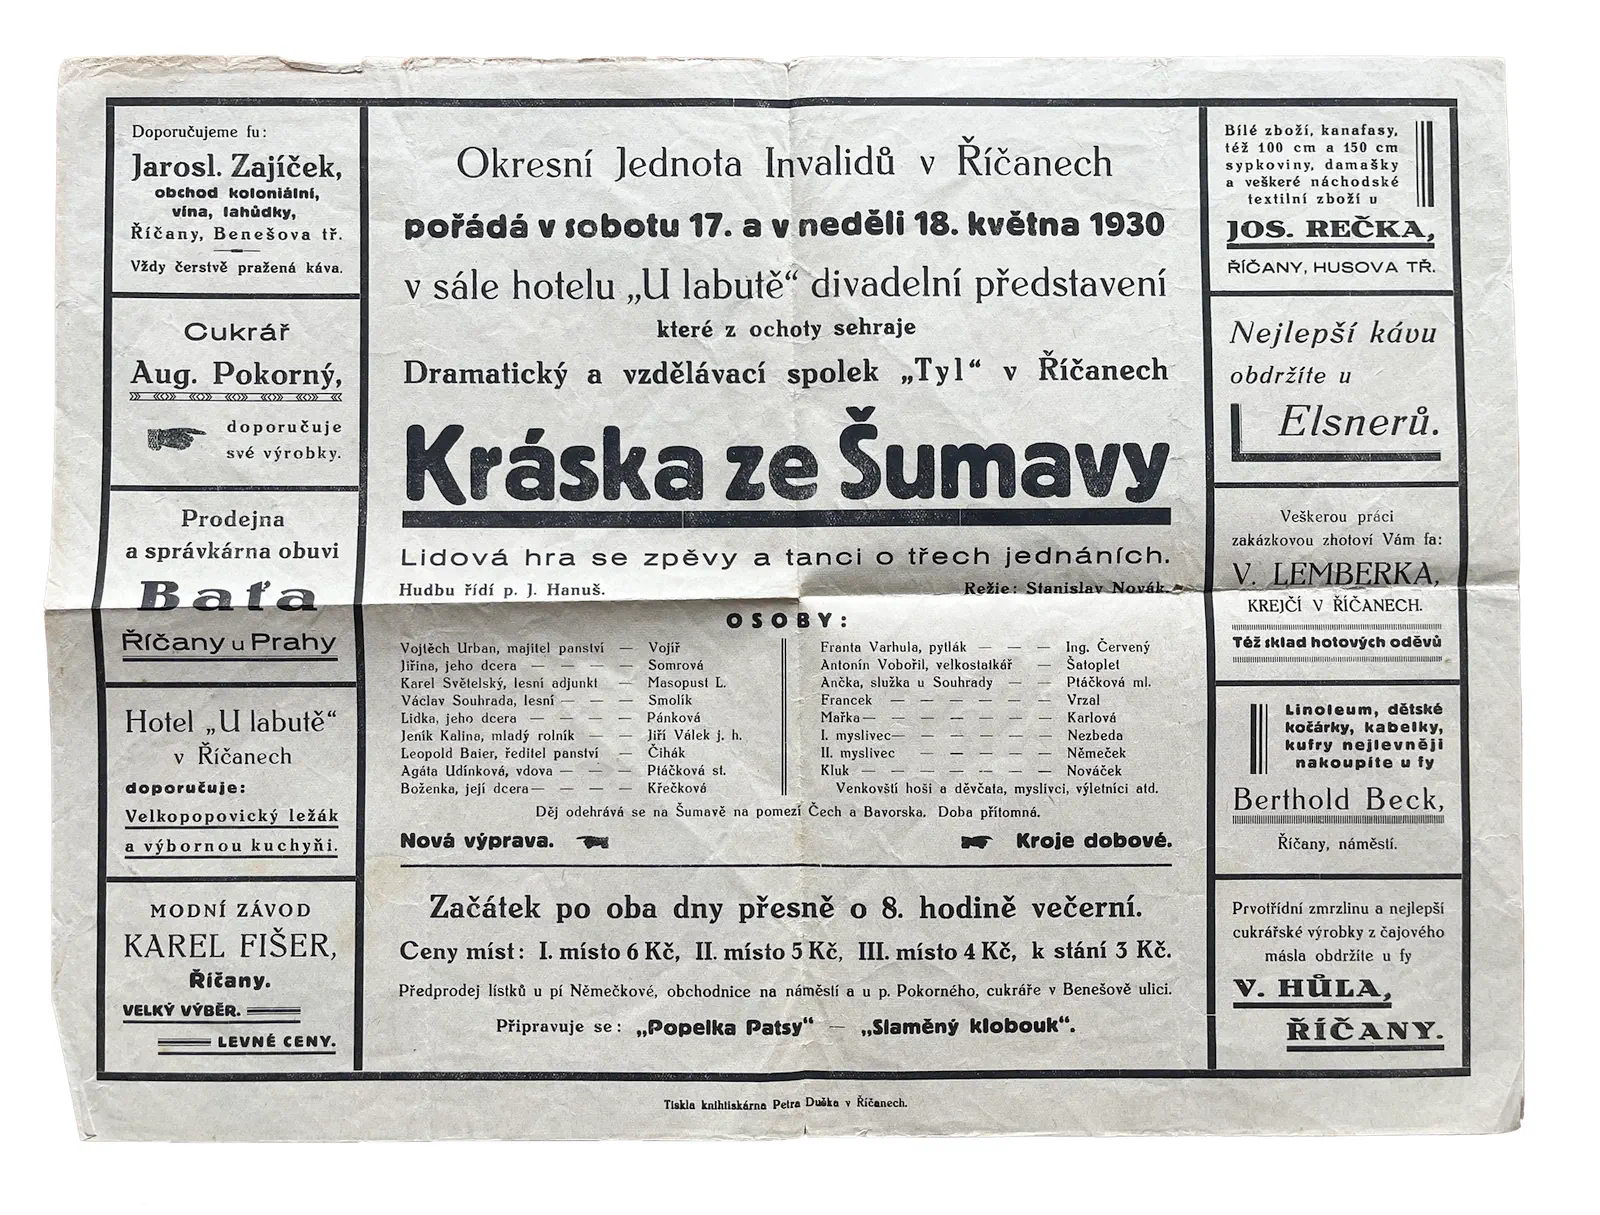 Doporučujeme fu:
Jarosl. Zajíček,
obchod koloniální,
vína, lahůdky,
Říčany, Benešova tř.
Vždy čerstvě pražená káva.
Cukrář
Aug. Pokorný,
doporučuje
své výrobky.
Prodejna
a správkárna obuvi
Baťa
Říčany u Prahy
Hotel „U labutě“
v Říčanech
doporučuje:
Velkopopovický ležák
a výbornou kuchyňi.
MODNÍ ZÁVOD
KAREL FIŠER,
Říčany.
VELKÝ VÝBĚR.
LEVNÉ CENY.
Okresní Jednota Invalidů v Říčanech
pořádá v sobotu 17. a v neděli 18. května 1930
v sále hotelu „U labutě“ divadelní představení
které z ochoty sehraje
Dramatický a vzdělávací spolek „Tyl“ v Říčanech
Kráska ze Šumavy
Lidová hra se zpěvy a tanci o třech jednáních.
Hudbu řídí p. J. Hanuš. Režie: Stanislav Novák.
OSOBY:
Vojtěch Urban, majitel panství — Vojíř
Jiřina, jeho dcera — — — — Somrová
Karel Světelský, lesní adjunkt — Masopust L.
Václav Souhrada, lesní — — — Smolík
Lidka, jeho dcera — — — — Pánková
Jeník Kalina, mladý rolník — — Jiří Válek j. h.
Leopold Baier, ředitel panství — Čihák
Agáta Udínková, vdova — — — Ptáčková st.
Boženka, její dcera — — — — Křečková
Franta Varhula, pytlák — — — Ing. Červený
Antonín Vobořil, velkostatkář — Šatoplet
Ančka, služka u Souhrady — — Ptáčková ml.
Francek — — — — — — Vrzal
Mařka — — — — — — Karlová
I. myslivec — — — — — Nezbeda
II. myslivec — — — — — Němeček
Kluk — — — — — — — Nováček
Venkovští hoši a děvčata, myslivci, výletníci atd.
Děj odehrává se na Šumavě na pomezí Čech a Bavorska. Doba přítomná.
Nová výprava. Kroje dobové.
Začátek po oba dny přesně o 8. hodině večerní.
Ceny míst: I. místo 6 Kč, II. místo 5 Kč, III. místo 4 Kč, k stání 3 Kč.
Předprodej lístků u pí Němečkové, obchodnice na náměstí a u p. Pokorného, cukráře v Benešově ulici.
Připravuje se: „Popelka Patsy“ — „Slaměný klobouk“.
Bílé zboží, kanafasy,
též 100 cm a 150 cm
sypkoviny, damašky
a veškeré náchodské
textilní zboží u
JOS. REČKA,
ŘÍČANY, HUSOVA TŘ.
Nejlepší kávu
obdržíte u
Elsnerů.
Veškerou práci
zakázkovou zhotoví Vám fa:
V. LEMBERKA,
KREJČÍ V ŘÍČANECH.
Též sklad hotových oděvů
Linoleum, dětské
kočárky, kabelky,
kufry nejlevněji
nakoupíte u fy
Berthold Beck,
Říčany, náměstí.
Prvotřídní zmrzlinu a nejlepší
cukrářské výrobky z čajového
másla obdržíte u fy
V. HŮLA,
ŘÍČANY.
Tiskla knihtiskárna Petra Duška v Říčanech.